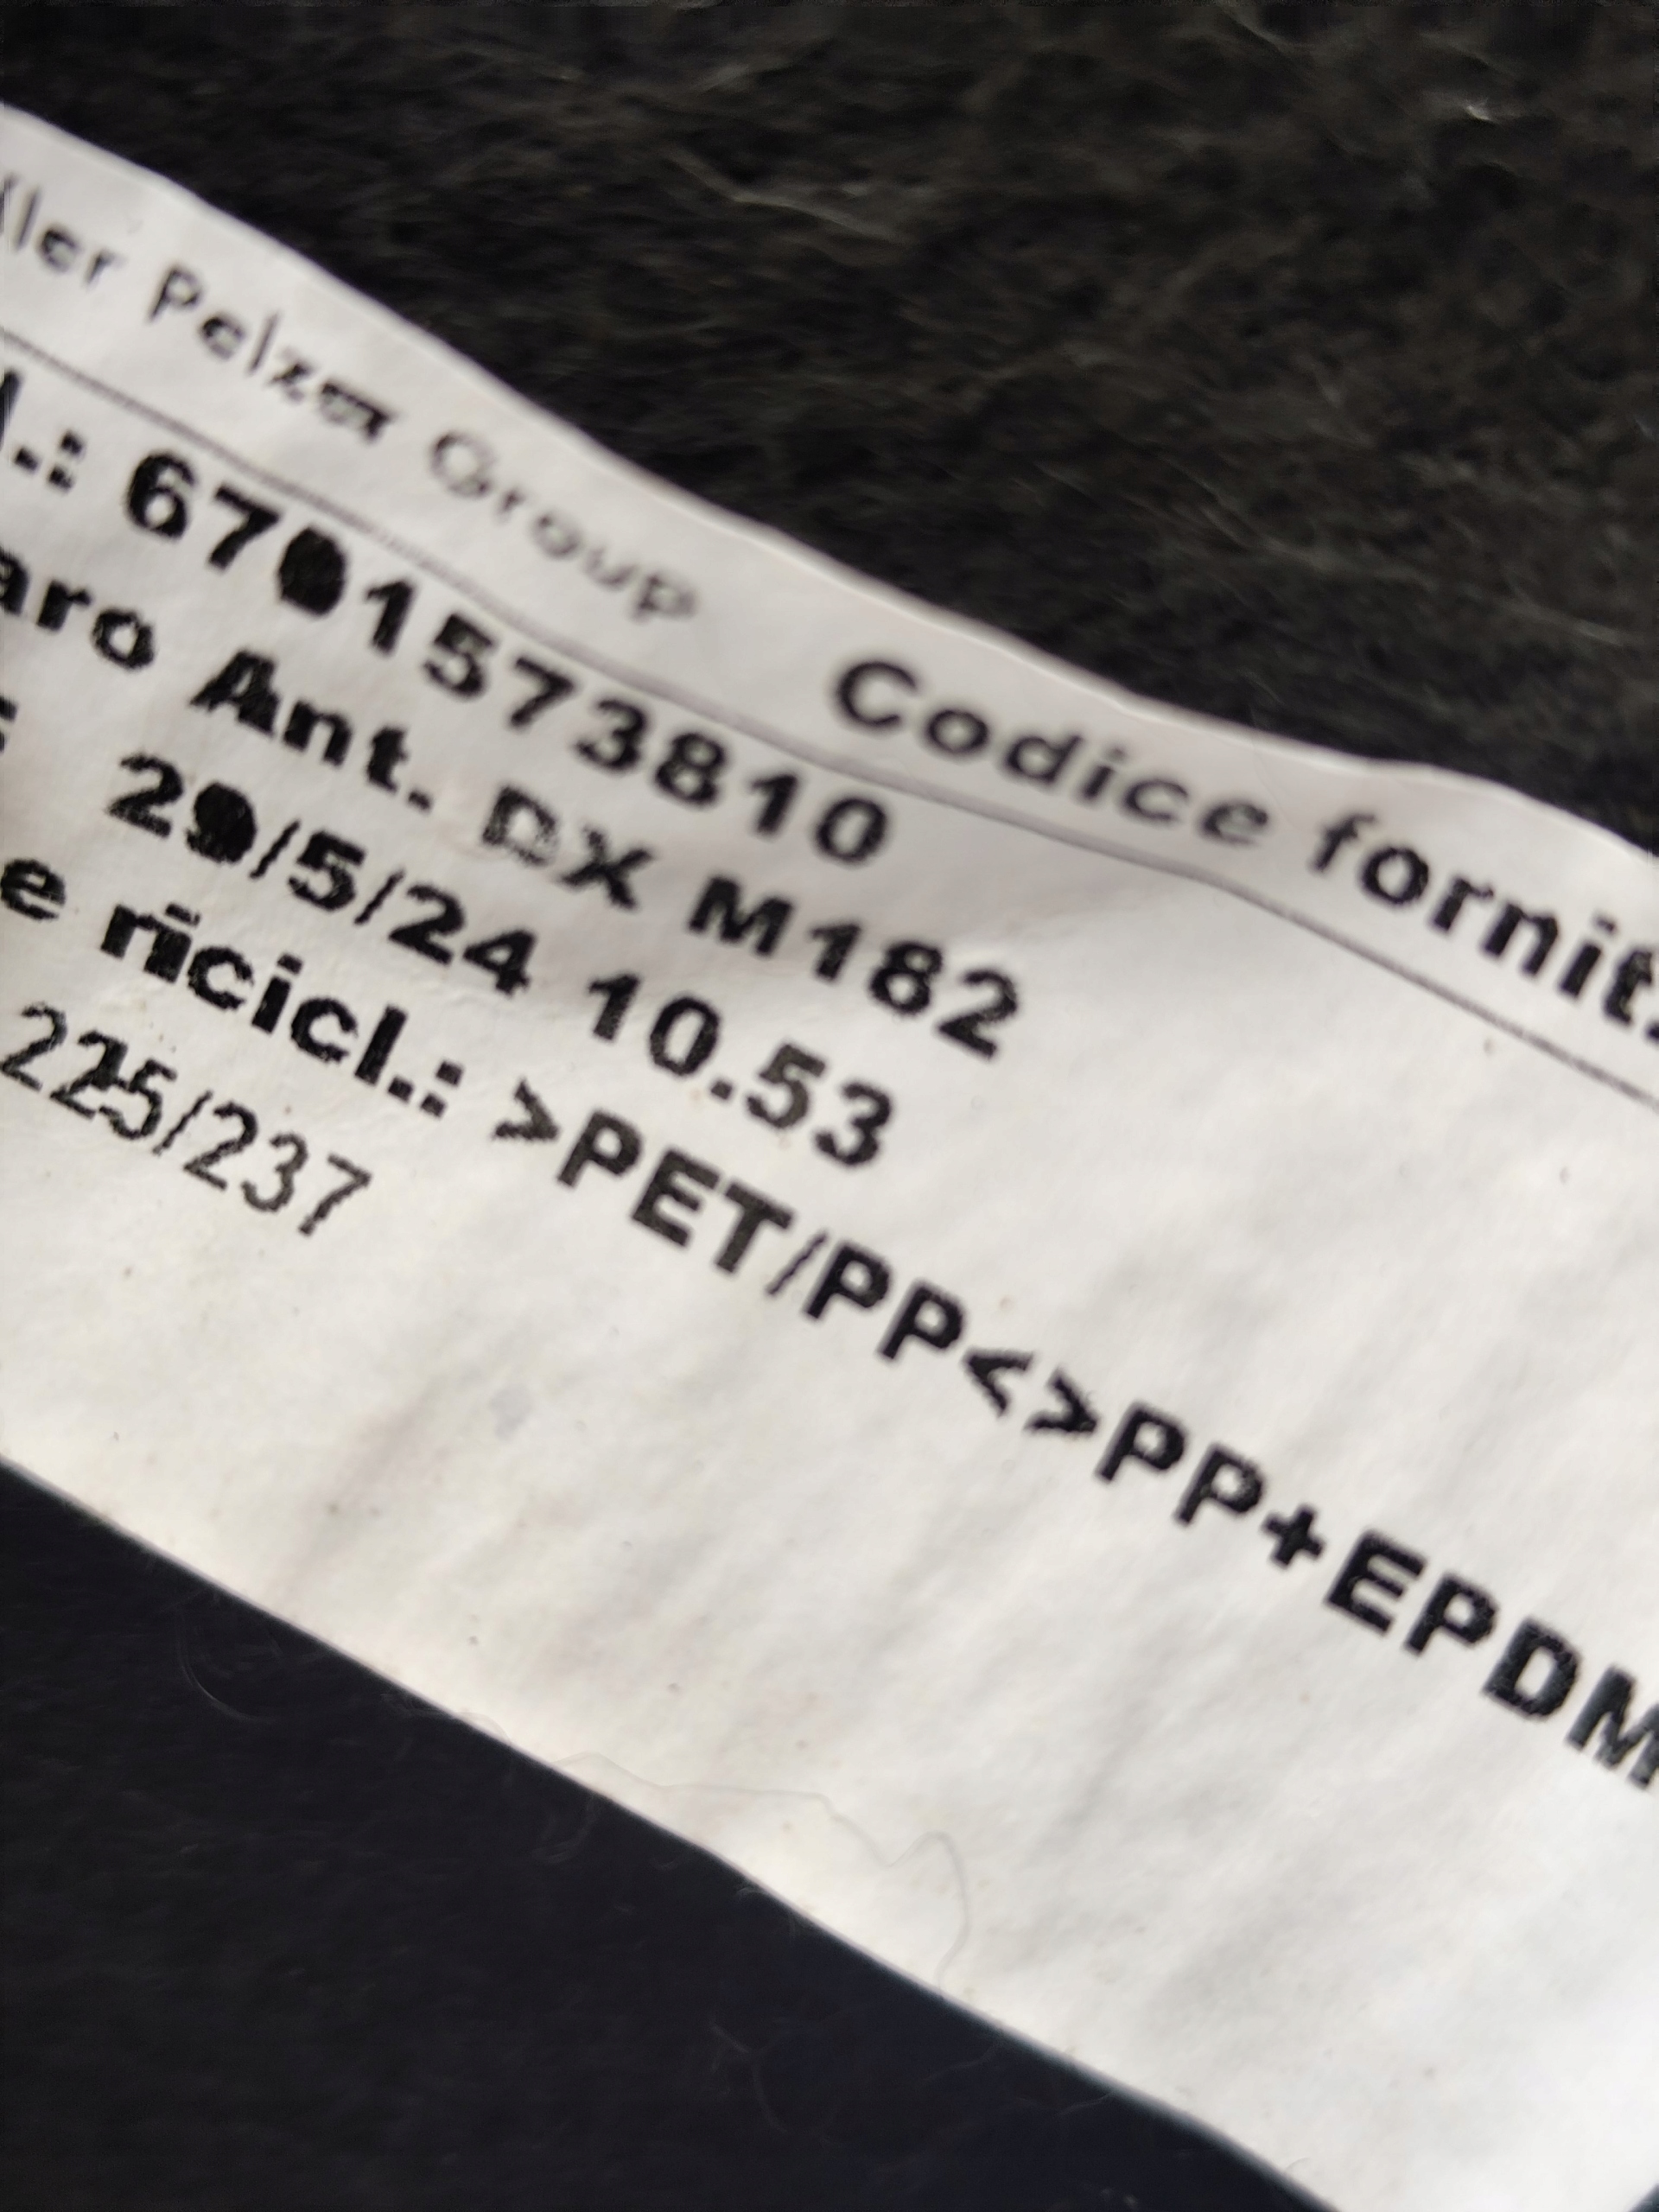 ler Pelzer Group Codice fornit.
l.: 6701573810
aro Ant. DX M182
: 29/5/24 10.53
e ricicl.: >PET/PP<>PP+EPDM
225/237